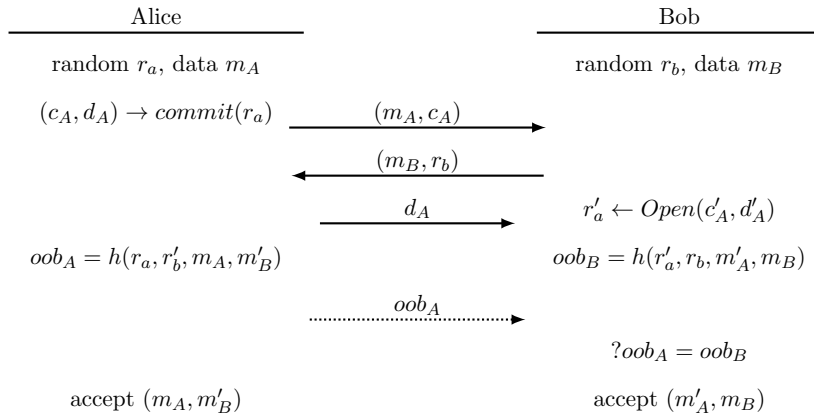 Alice Bob
random r_a, data m_A random r_b, data m_B
(c_A, d_A) → commit(r_a) (m_A, c_A)
(m_B, r_b)
d_A r'_a ← Open(c'_A, d'_A)
oob_A = h(r_a, r'_b, m_A, m'_B) oob_B = h(r'_a, r_b, m'_A, m_B)
oob_A
?oob_A = oob_B
accept (m_A, m'_B) accept (m'_A, m_B)